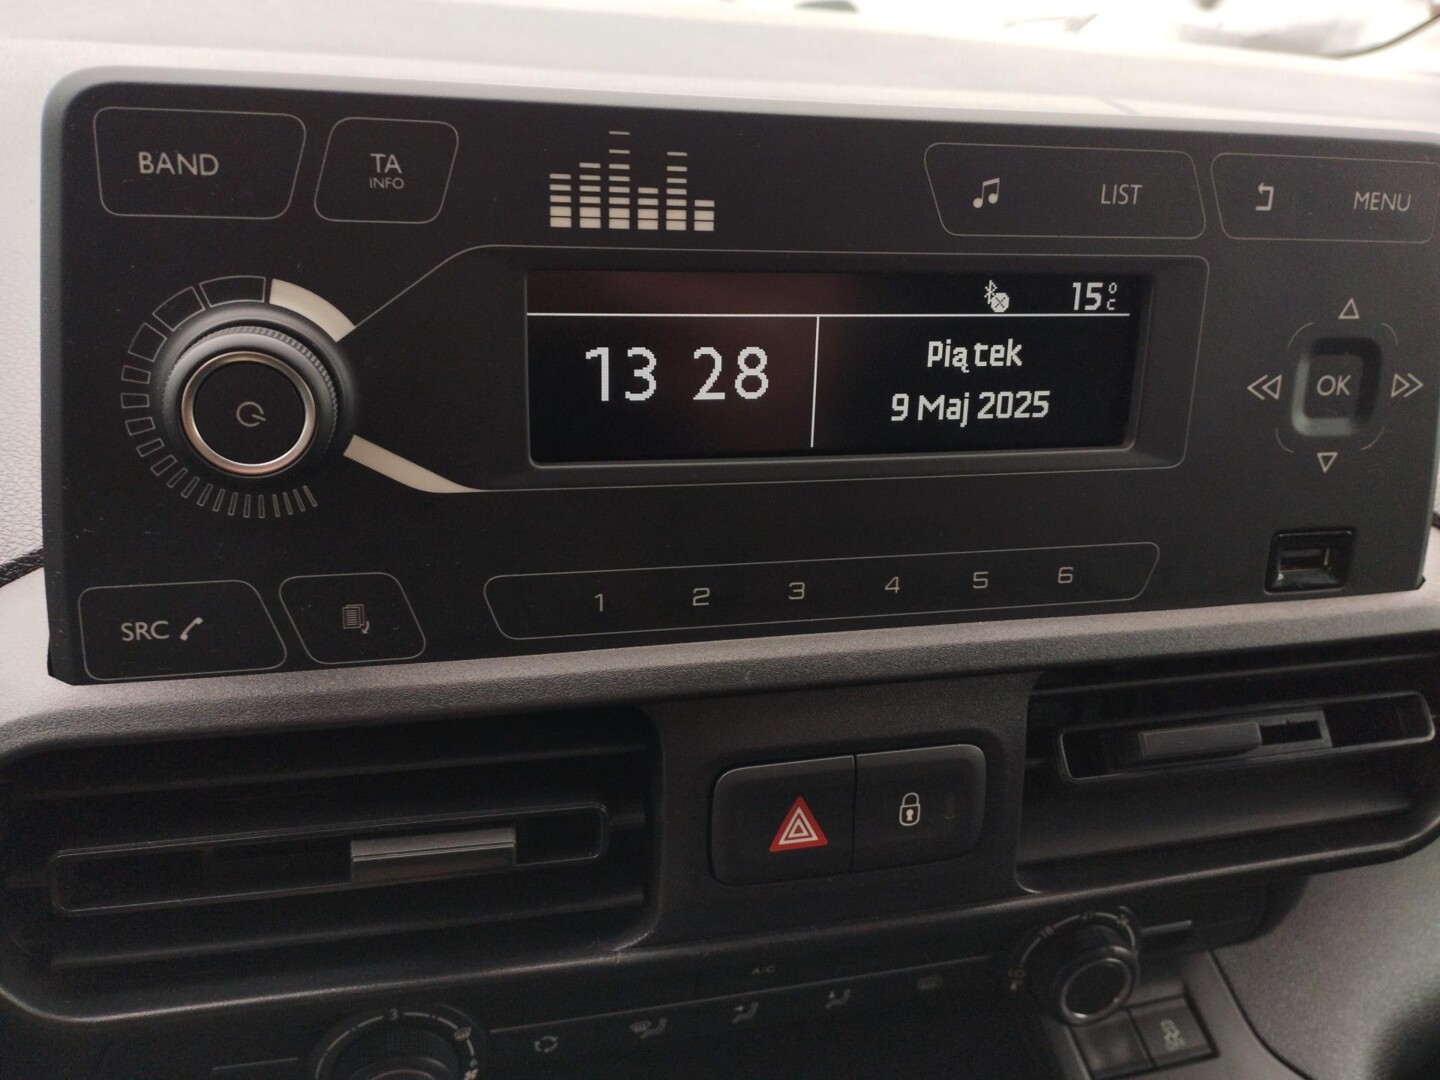 BAND
TA
INFO
LIST
MENU
15°C
13 28
Piątek
9 Maj 2025
OK
SRC
1 2 3 4 5 6
A/C
3